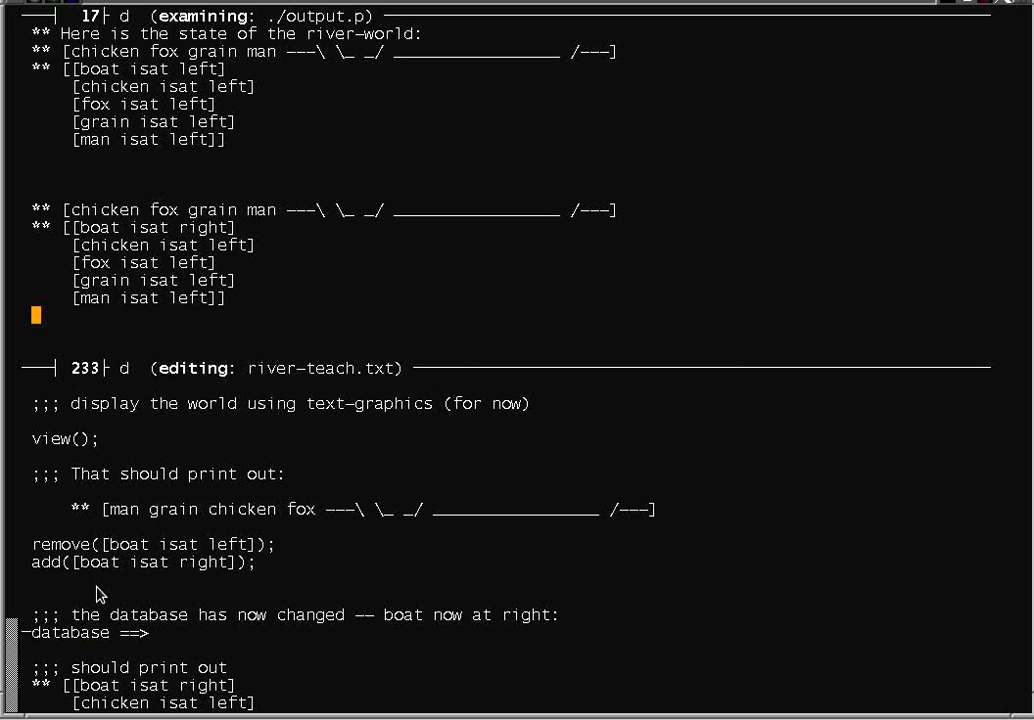 17 d (examining: ./output.p)
** Here is the state of the river-world:
** [chicken fox grain man ---\ \_ _/ _________________ /---]
** [[boat isat left]
[chicken isat left]
[fox isat left]
[grain isat left]
[man isat left]]
** [chicken fox grain man ---\ \_ _/ _________________ /---]
** [[boat isat right]
[chicken isat left]
[fox isat left]
[grain isat left]
[man isat left]]
233 d (editing: river-teach.txt)
;;; display the world using text-graphics (for now)
view();
;;; That should print out:
** [man grain chicken fox ---\ \_ _/ _________________ /---]
remove([boat isat left]);
add([boat isat right]);
;;; the database has now changed -- boat now at right:
database ==>
;;; should print out
** [[boat isat right]
[chicken isat left]